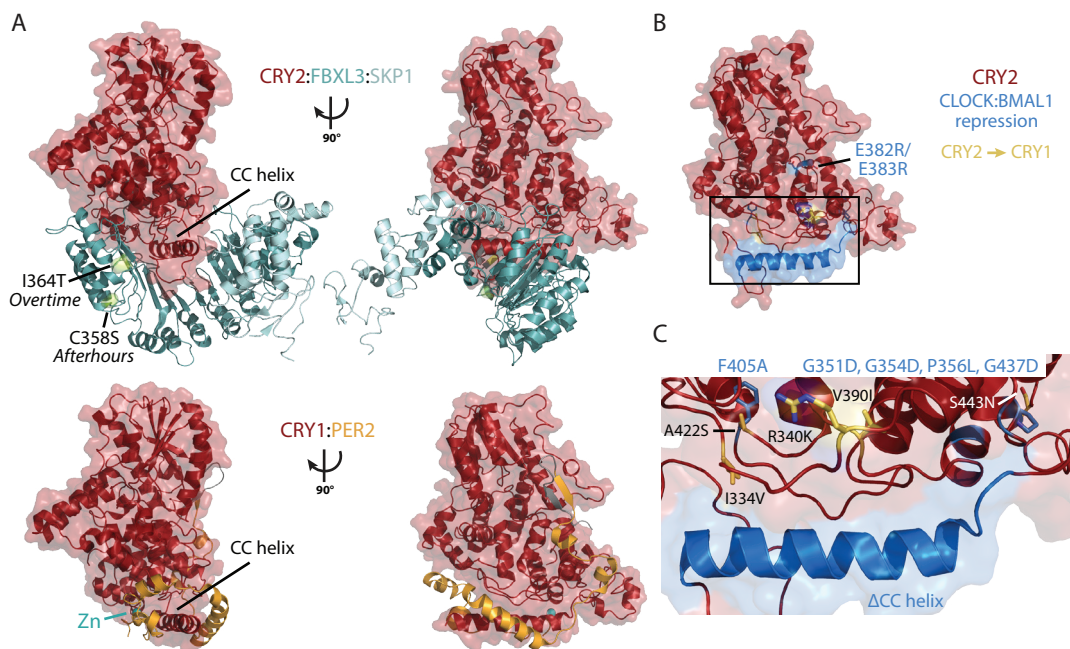 A
CRY2:FBXL3:SKP1
90°
CC helix
I364T
Overtime
C358S
Afterhours
CRY1:PER2
90°
CC helix
Zn
B
CRY2
CLOCK:BMAL1
repression
CRY2 → CRY1
E382R/
E383R
C
F405A
G351D, G354D, P356L, G437D
V390I
S443N
A422S
R340K
I334V
ΔCC helix